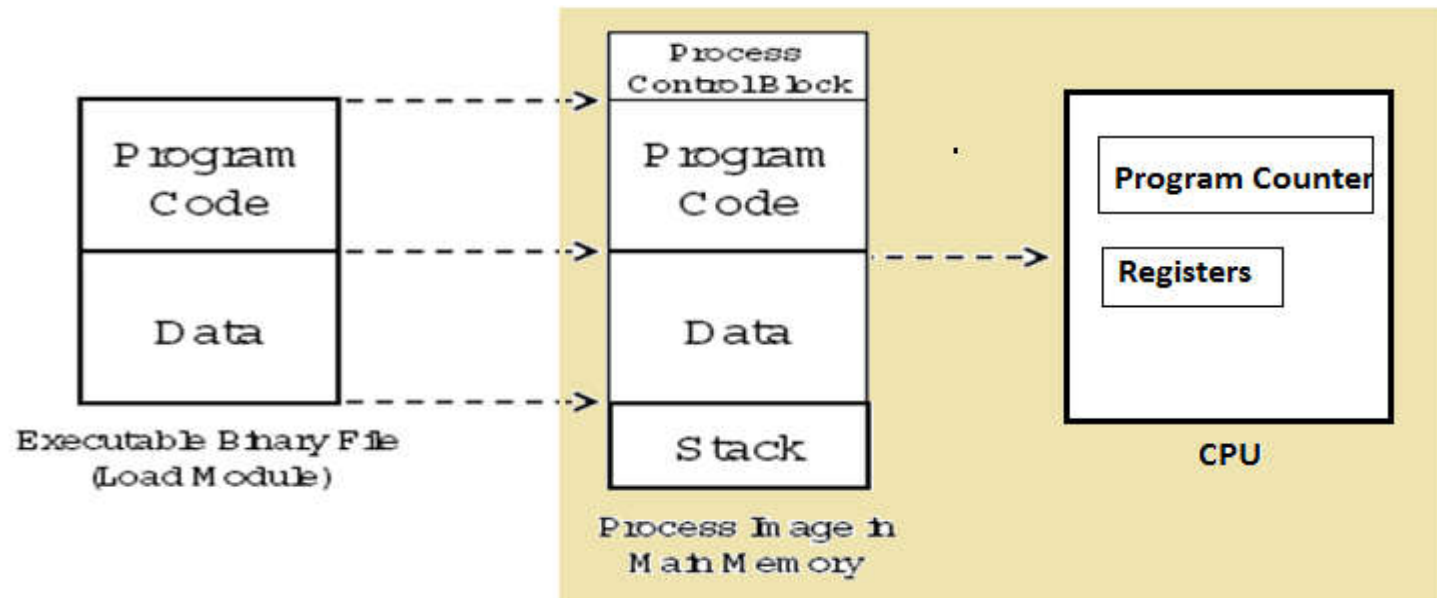 Program
Code
Data
Executable Binary File
(Load Module)
Process
Control Block
Program
Code
Data
Stack
Process Image in
Main Memory
Program Counter
Registers
CPU